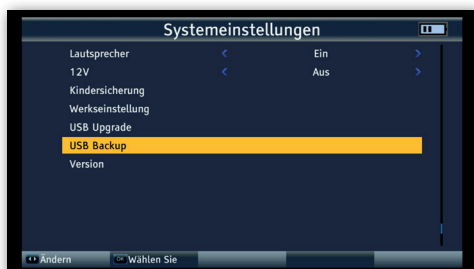 Systemeinstellungen
Lautsprecher < Ein >
12V < Aus >
Kindersicherung
Werkseinstellung
USB Upgrade
USB Backup
Version
Ändern OK Wählen Sie